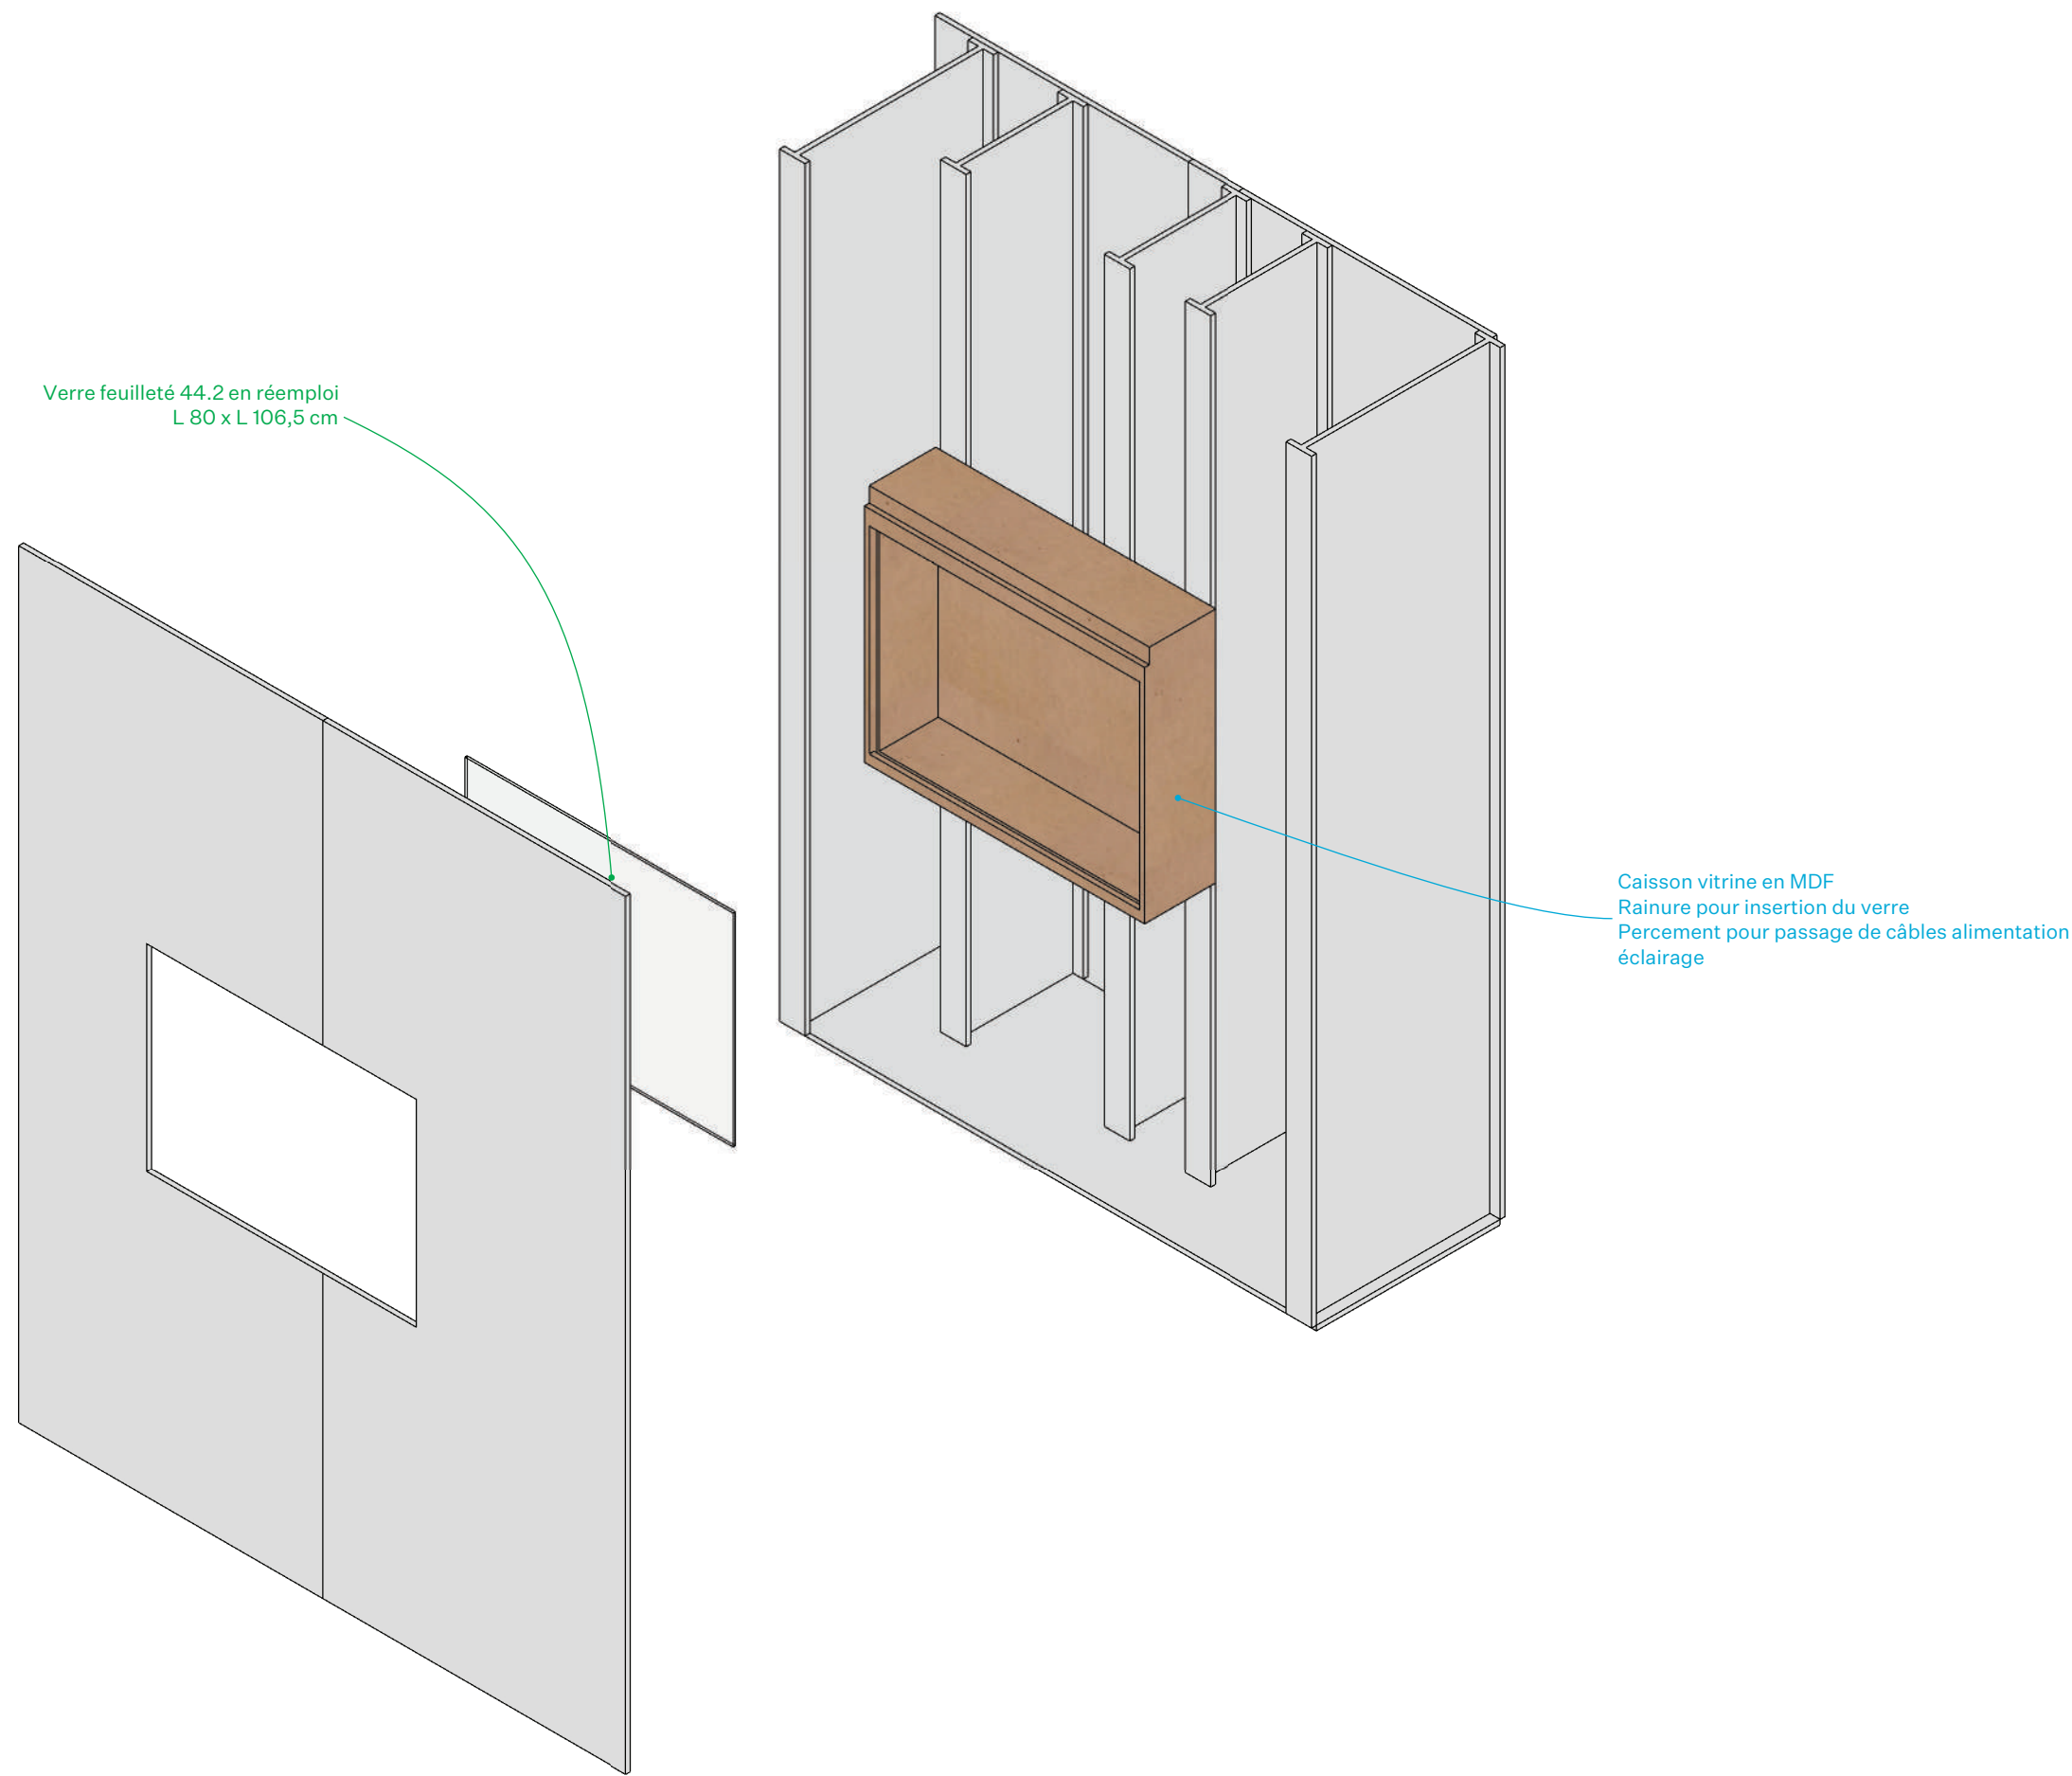 Verre feuilleté 44.2 en réemploi
L 80 x L 106,5 cm
Caisson vitrine en MDF
Rainure pour insertion du verre
Percement pour passage de câbles alimentation
éclairage